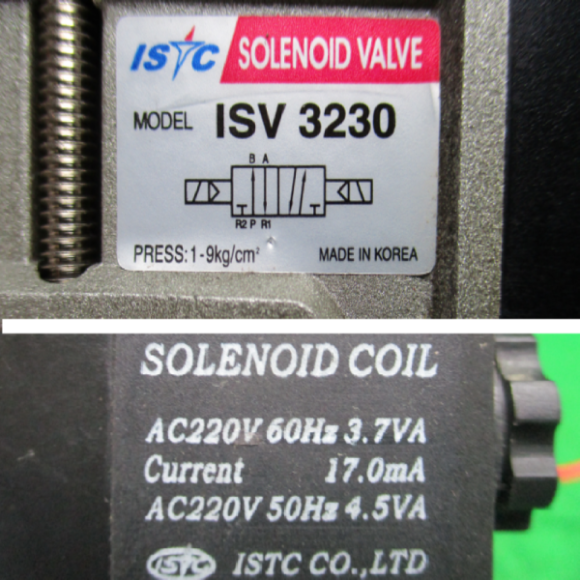 ISTC SOLENOID VALVE
MODEL ISV 3230
B A
R2 P R1
PRESS:1-9kg/cm²
MADE IN KOREA
SOLENOID COIL
AC220V 60Hz 3.7VA
Current 17.0mA
AC220V 50Hz 4.5VA
ISTC ISTC CO.,LTD